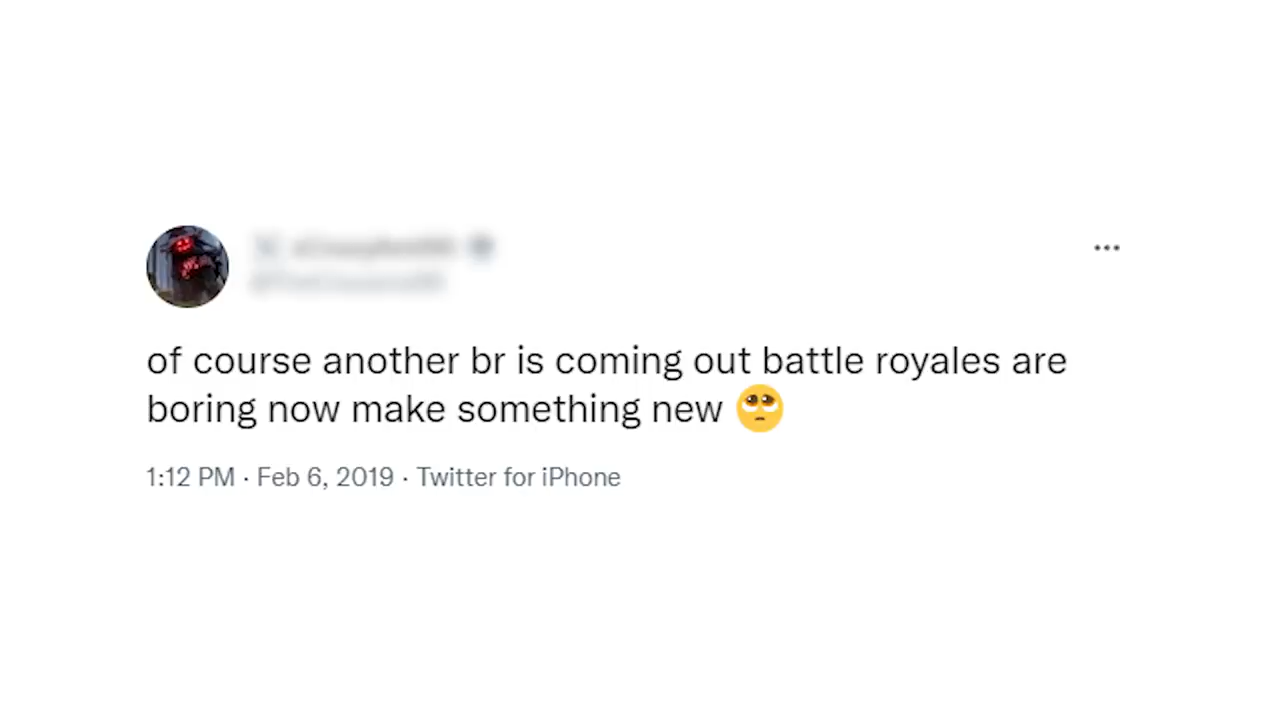 of course another br is coming out battle royales are
boring now make something new 🥺
1:12 PM · Feb 6, 2019 · Twitter for iPhone